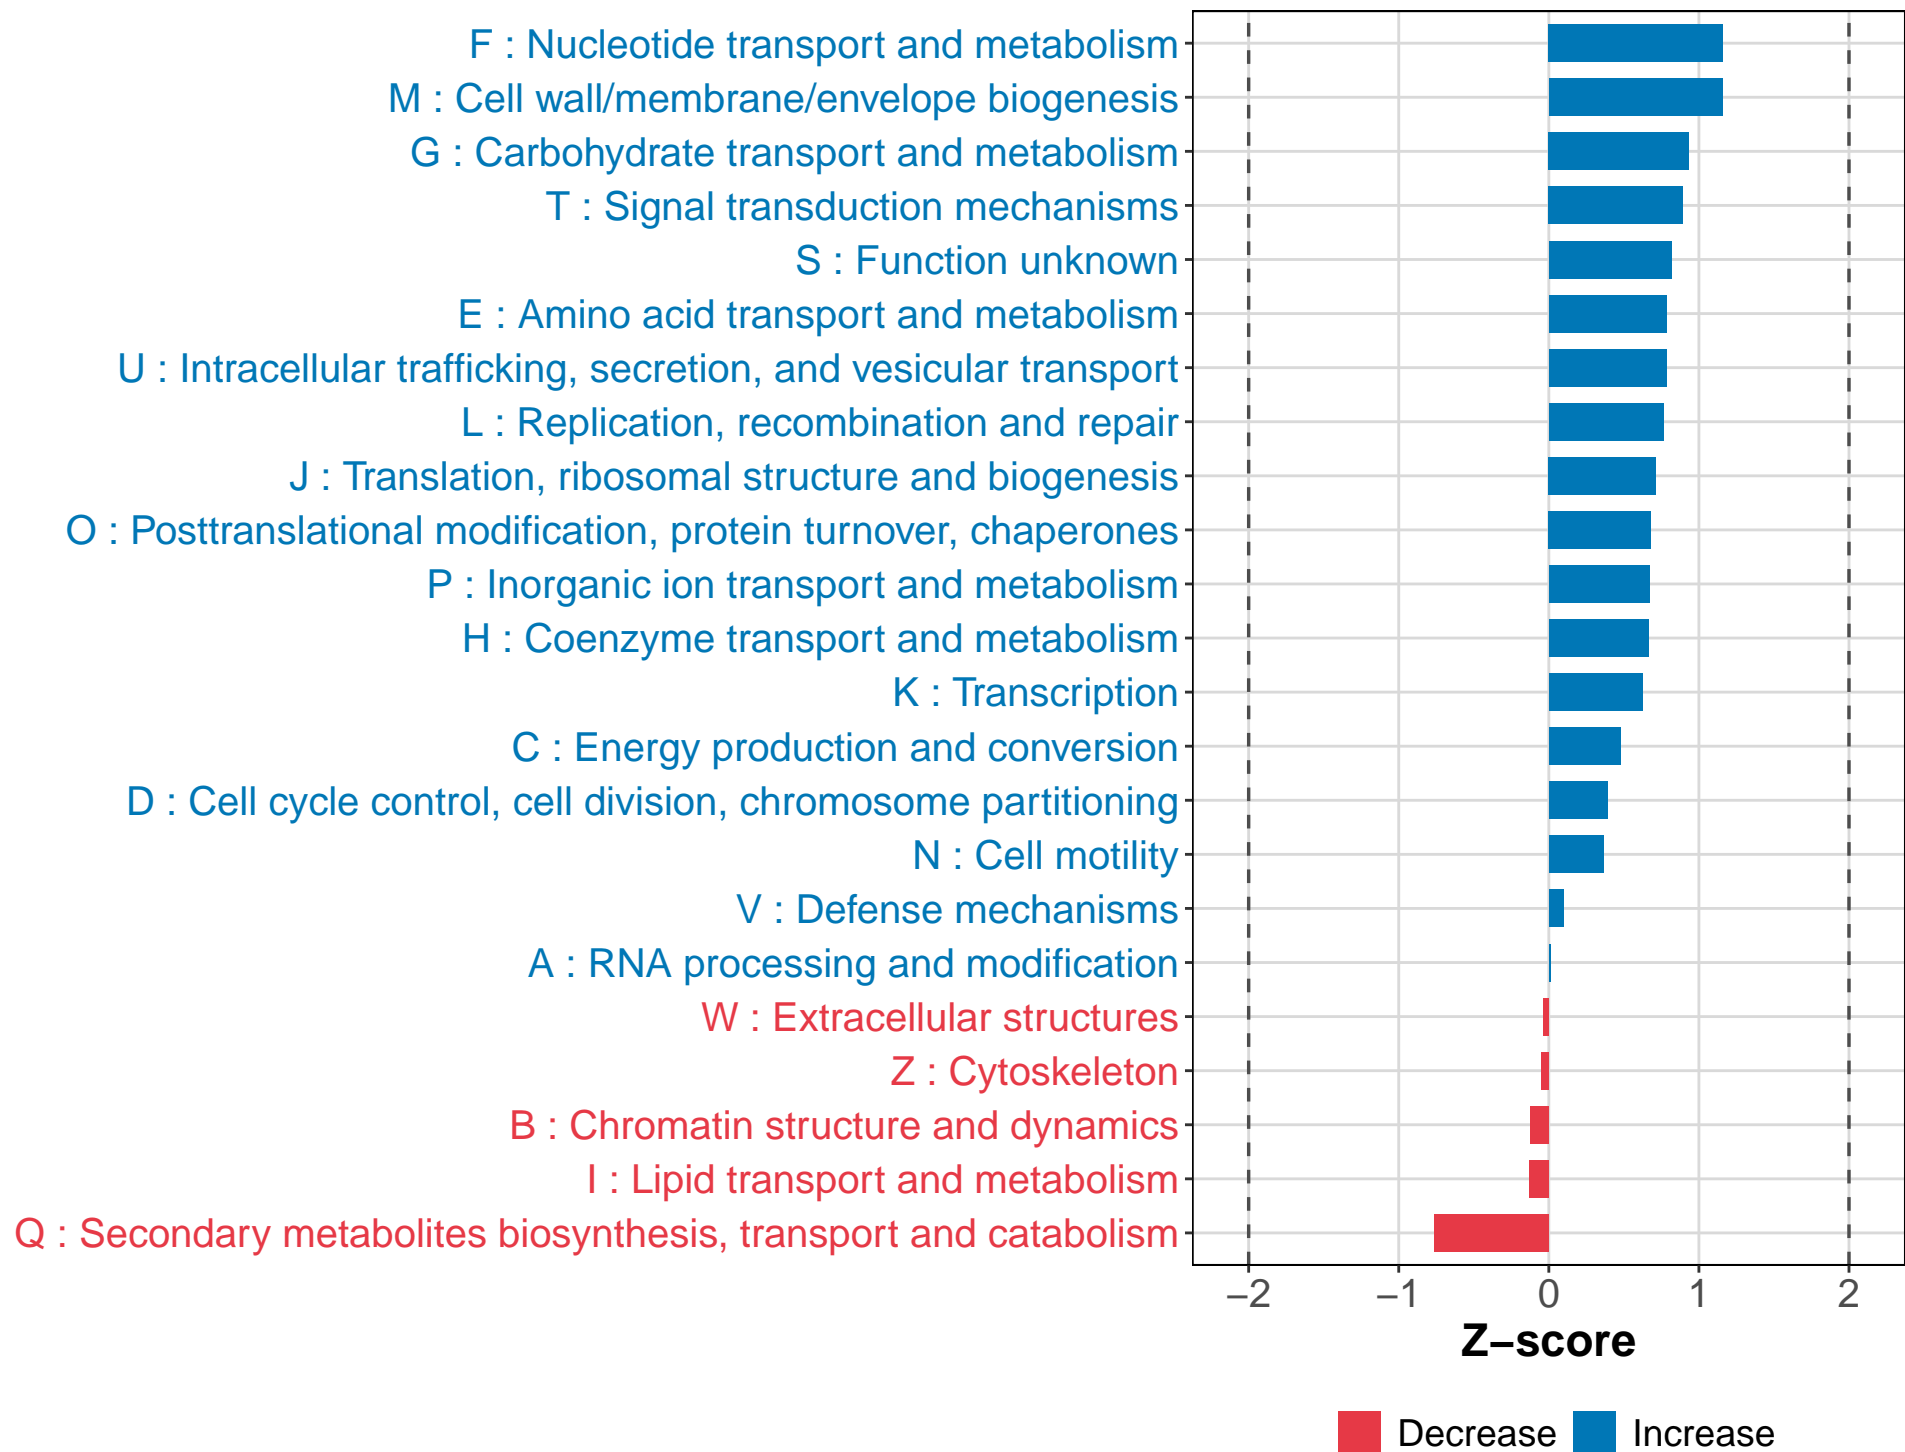 F : Nucleotide transport and metabolism
M : Cell wall/membrane/envelope biogenesis
G : Carbohydrate transport and metabolism
T : Signal transduction mechanisms
S : Function unknown
E : Amino acid transport and metabolism
U : Intracellular trafficking, secretion, and vesicular transport
L : Replication, recombination and repair
J : Translation, ribosomal structure and biogenesis
O : Posttranslational modification, protein turnover, chaperones
P : Inorganic ion transport and metabolism
H : Coenzyme transport and metabolism
K : Transcription
C : Energy production and conversion
D : Cell cycle control, cell division, chromosome partitioning
N : Cell motility
V : Defense mechanisms
A : RNA processing and modification
W : Extracellular structures
Z : Cytoskeleton
B : Chromatin structure and dynamics
I : Lipid transport and metabolism
Q : Secondary metabolites biosynthesis, transport and catabolism
−2 −1 0 1 2
Z−score
Decrease Increase